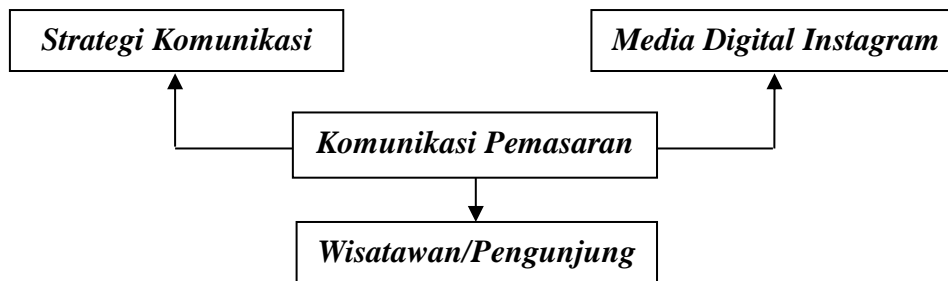 Strategi Komunikasi
Media Digital Instagram
Komunikasi Pemasaran
Wisatawan/Pengunjung